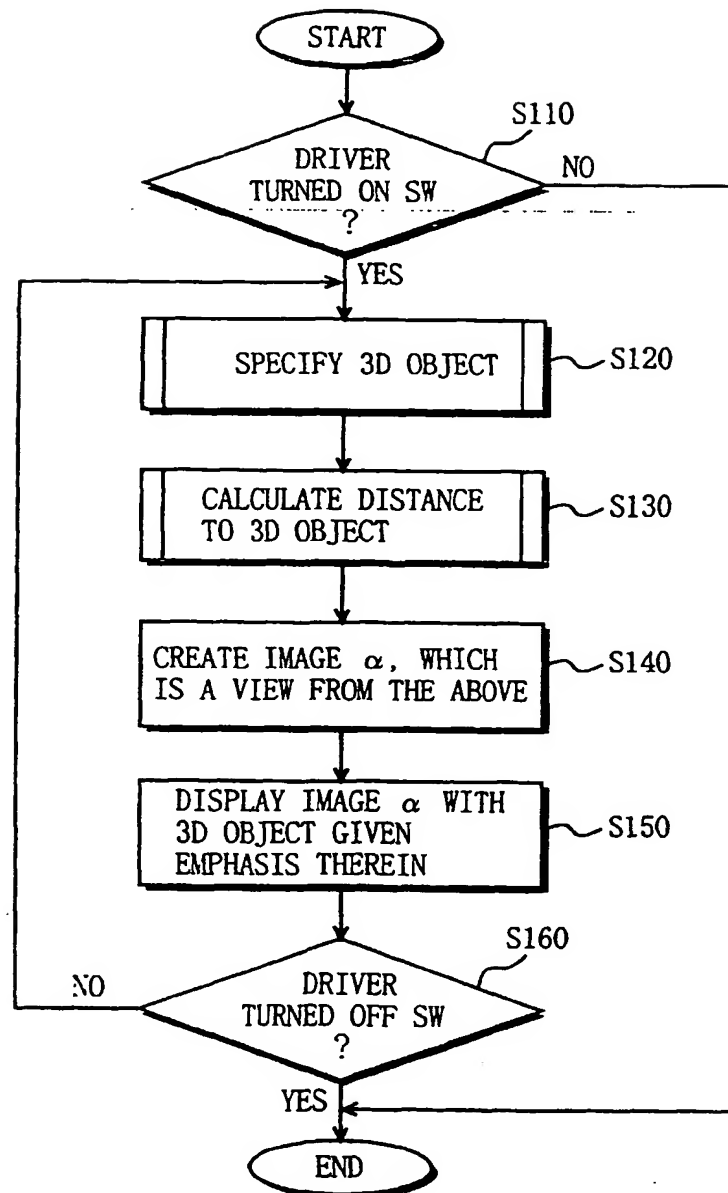 START
S110
DRIVER
TURNED ON SW
?
NO
YES
SPECIFY 3D OBJECT
S120
CALCULATE DISTANCE
TO 3D OBJECT
S130
CREATE IMAGE α, WHICH
IS A VIEW FROM THE ABOVE
S140
DISPLAY IMAGE α WITH
3D OBJECT GIVEN
EMPHASIS THEREIN
S150
S160
DRIVER
TURNED OFF SW
?
NO
YES
END